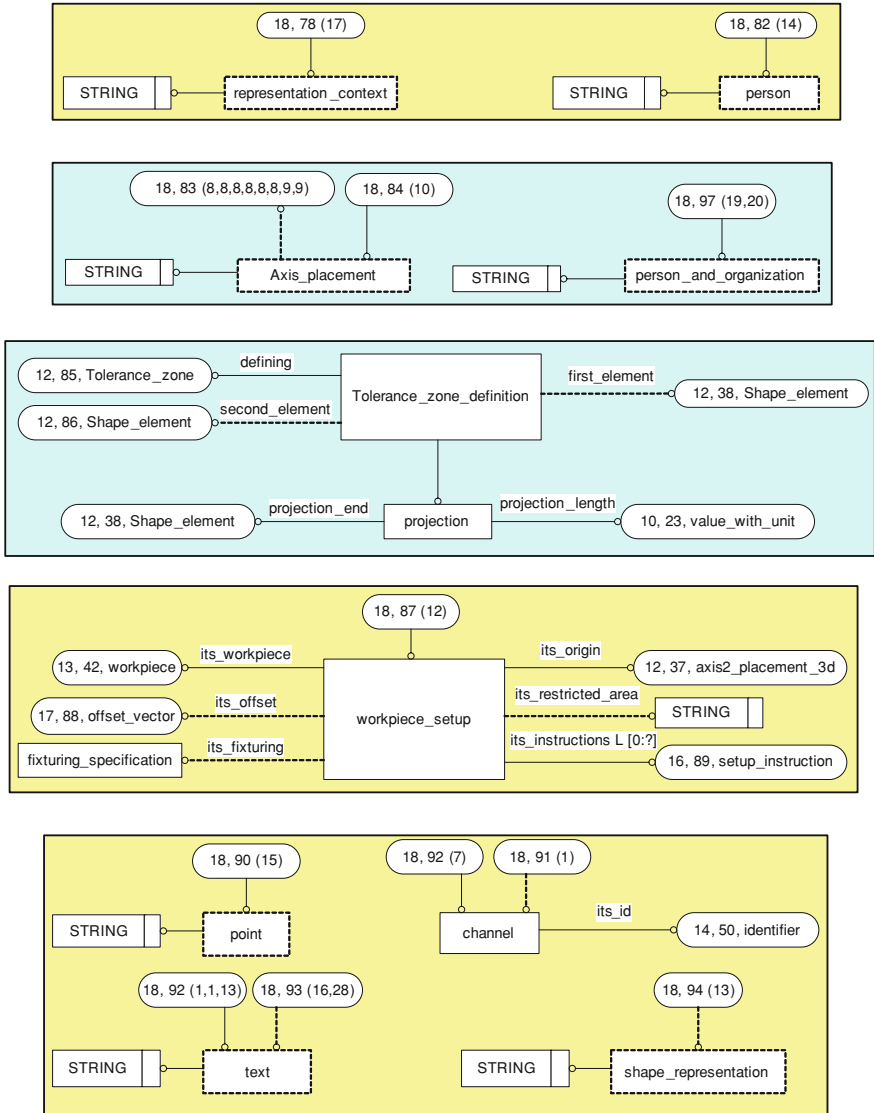 18, 78 (17)
18, 82 (14)
STRING
representation_context
STRING
person
18, 83 (8,8,8,8,8,8,9,9)
18, 84 (10)
18, 97 (19,20)
STRING
Axis_placement
STRING
person_and_organization
defining
12, 85, Tolerance_zone
Tolerance_zone_definition
first_element
12, 38, Shape_element
second_element
12, 86, Shape_element
projection_end
projection_length
12, 38, Shape_element
projection
10, 23, value_with_unit
18, 87 (12)
its_workpiece
its_origin
13, 42, workpiece
12, 37, axis2_placement_3d
its_offset
its_restricted_area
17, 88, offset_vector
workpiece_setup
STRING
its_fixturing
its_instructions L [0:?]
fixturing_specification
16, 89, setup_instruction
18, 90 (15)
18, 92 (7)
18, 91 (1)
its_id
STRING
point
channel
14, 50, identifier
18, 92 (1,1,13)
18, 93 (16,28)
18, 94 (13)
STRING
text
STRING
shape_representation